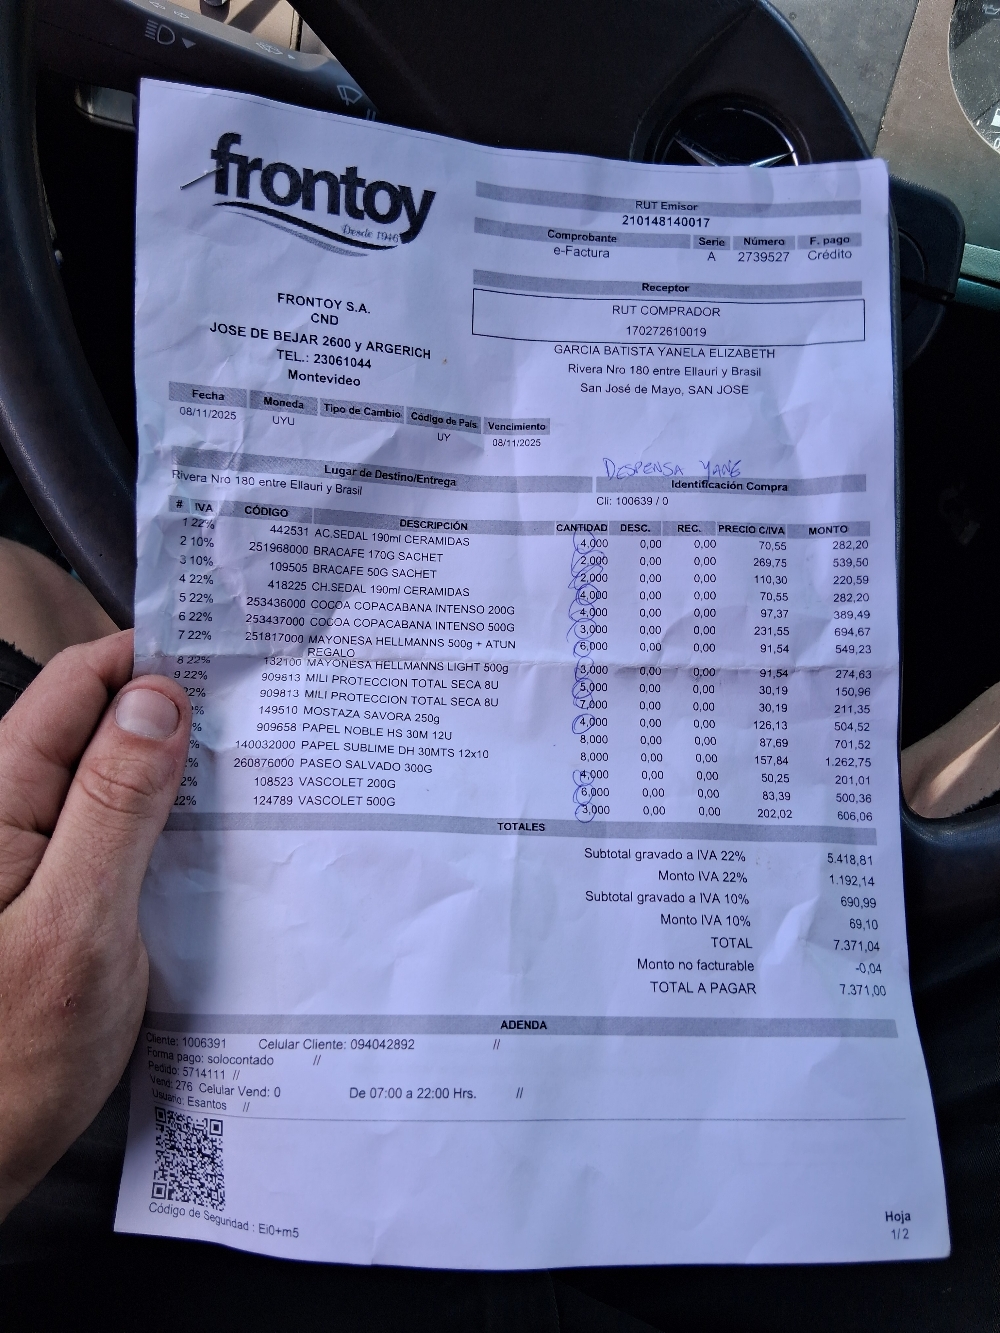 frontoy
Desde 1946
FRONTOY S.A.
CND
JOSE DE BEJAR 2600 y ARGERICH
TEL.: 23061044
Montevideo
RUT Emisor
210148140017
Comprobante Serie Número F. pago
e-Factura A 2739527 Crédito
Receptor
RUT COMPRADOR
170272610019
GARCIA BATISTA YANELA ELIZABETH
Rivera Nro 180 entre Ellauri y Brasil
San José de Mayo, SAN JOSE
Fecha Moneda Tipo de Cambio Código de País Vencimiento
08/11/2025 UYU UY 08/11/2025
DESPENSA YANE
Lugar de Destino/Entrega Identificación Compra
Rivera Nro 180 entre Ellauri y Brasil Cli: 100639 / 0
# IVA CÓDIGO DESCRIPCIÓN CANTIDAD DESC. REC. PRECIO C/IVA MONTO
1 22% 442531 AC.SEDAL 190ml CERAMIDAS 4,000 0,00 0,00 70,55 282,20
2 10% 251968000 BRACAFE 170G SACHET 2,000 0,00 0,00 269,75 539,50
3 10% 109505 BRACAFE 50G SACHET 2,000 0,00 0,00 110,30 220,59
4 22% 418225 CH.SEDAL 190ml CERAMIDAS 4,000 0,00 0,00 70,55 282,20
5 22% 253436000 COCOA COPACABANA INTENSO 200G 4,000 0,00 0,00 97,37 389,49
6 22% 253437000 COCOA COPACABANA INTENSO 500G 3,000 0,00 0,00 231,55 694,67
7 22% 251817000 MAYONESA HELLMANNS 500g + ATUN 6,000 0,00 0,00 91,54 549,23
REGALO
8 22% 132100 MAYONESA HELLMANNS LIGHT 500g 3,000 0,00 0,00 91,54 274,63
9 22% 909813 MILI PROTECCION TOTAL SECA 8U 5,000 0,00 0,00 30,19 150,96
22% 909813 MILI PROTECCION TOTAL SECA 8U 7,000 0,00 0,00 30,19 211,35
% 149510 MOSTAZA SAVORA 250g 4,000 0,00 0,00 126,13 504,52
% 909658 PAPEL NOBLE HS 30M 12U 8,000 0,00 0,00 87,69 701,52
% 140032000 PAPEL SUBLIME DH 30MTS 12x10 8,000 0,00 0,00 157,84 1.262,75
% 260876000 PASEO SALVADO 300G 4,000 0,00 0,00 50,25 201,01
2% 108523 VASCOLET 200G 6,000 0,00 0,00 83,39 500,36
22% 124789 VASCOLET 500G 3,000 0,00 0,00 202,02 606,06
TOTALES
Subtotal gravado a IVA 22% 5.418,81
Monto IVA 22% 1.192,14
Subtotal gravado a IVA 10% 690,99
Monto IVA 10% 69,10
TOTAL 7.371,04
Monto no facturable -0,04
TOTAL A PAGAR 7.371,00
ADENDA
Cliente: 1006391 Celular Cliente: 094042892 //
Forma pago: solocontado //
Pedido: 5714111 //
Vend: 276 Celular Vend: 0 De 07:00 a 22:00 Hrs. //
Usuario: Esantos //
Código de Seguridad : Ei0+m5
Hoja
1/2